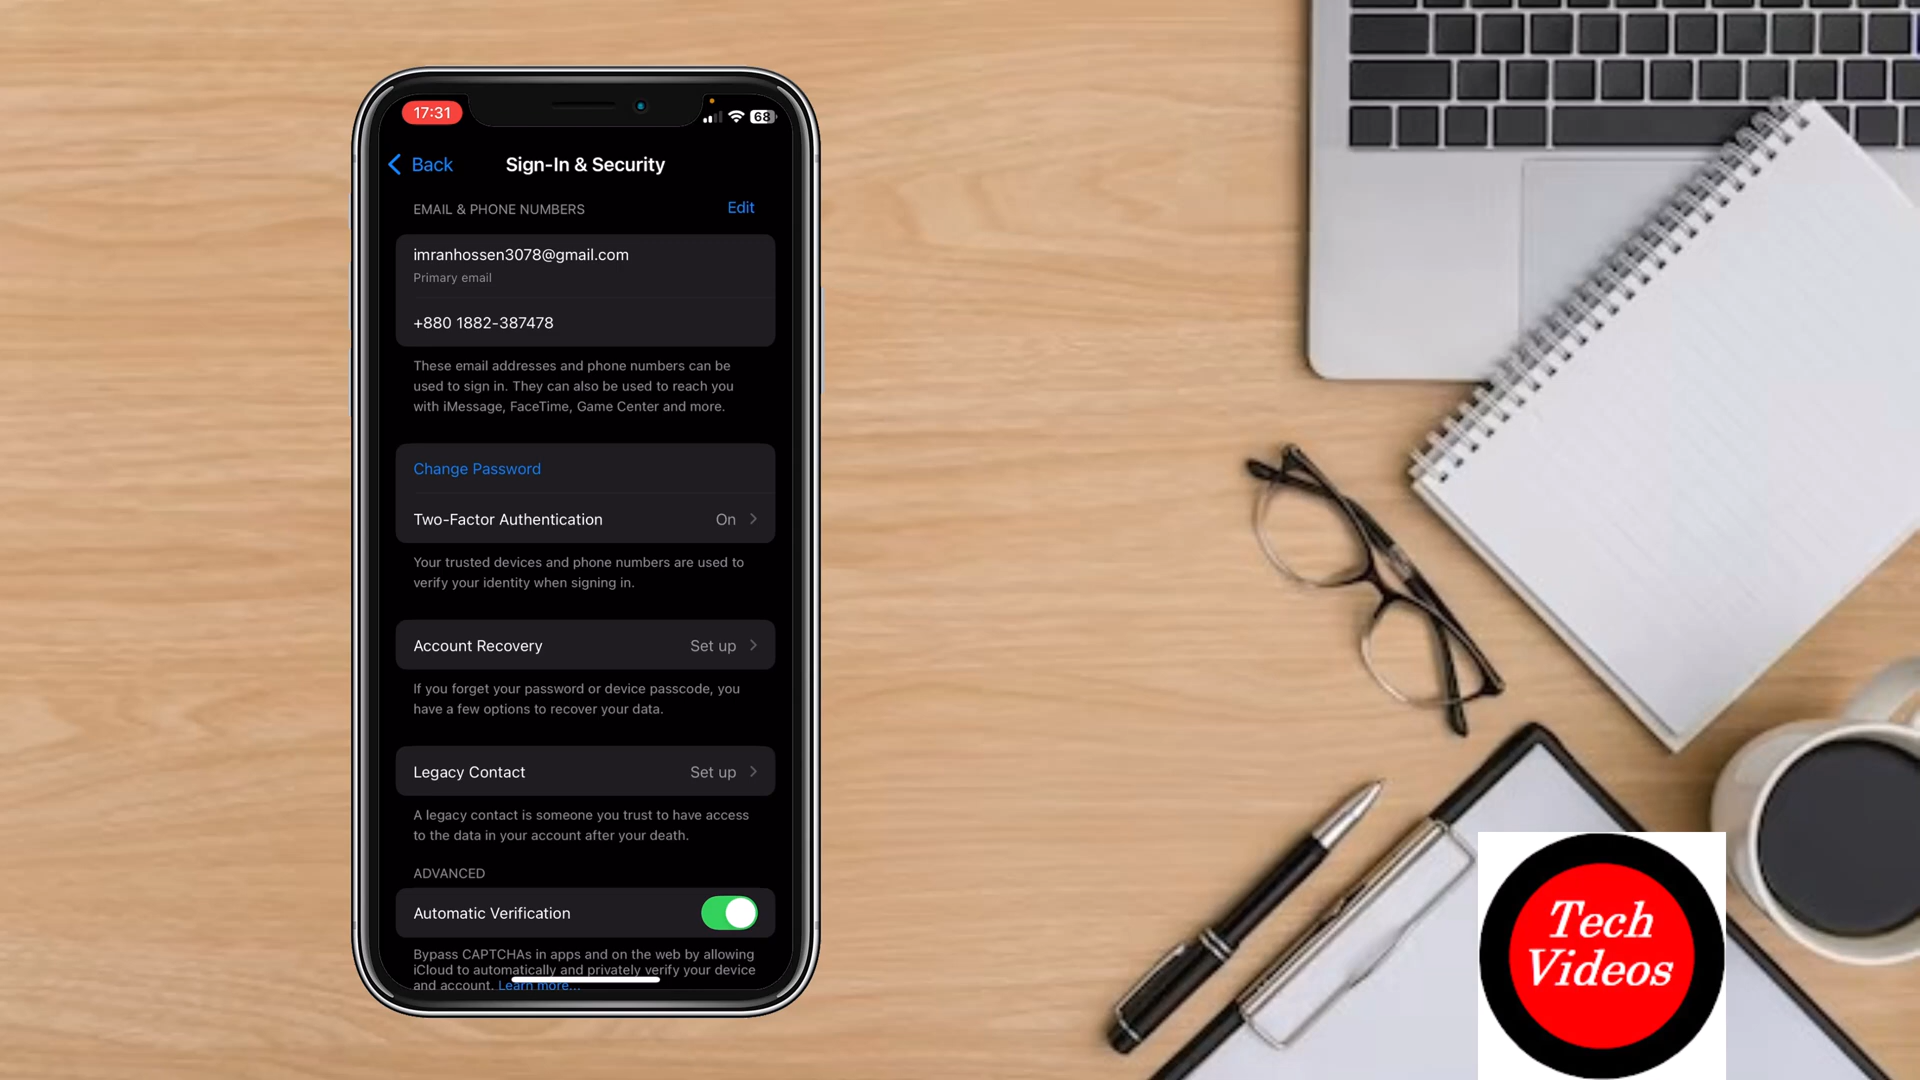 17:31
68
Back
Sign-In & Security
EMAIL & PHONE NUMBERS
Edit
imranhossen3078@gmail.com
Primary email
+880 1882-387478
These email addresses and phone numbers can be
used to sign in. They can also be used to reach you
with iMessage, FaceTime, Game Center and more.
Change Password
Two-Factor Authentication
On
Your trusted devices and phone numbers are used to
verify your identity when signing in.
Account Recovery
Set up
If you forget your password or device passcode, you
have a few options to recover your data.
Legacy Contact
Set up
A legacy contact is someone you trust to have access
to the data in your account after your death.
ADVANCED
Automatic Verification
Bypass CAPTCHAs in apps and on the web by allowing
iCloud to automatically and privately verify your device
and account. Learn more...
Tech
Videos